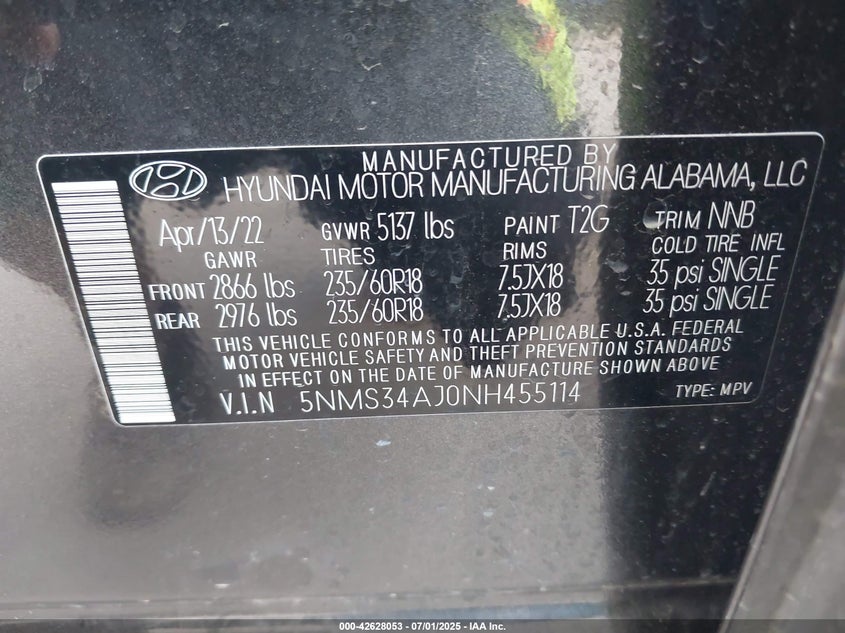 MANUFACTURED BY
HYUNDAI MOTOR MANUFACTURING ALABAMA, LLC
Apr/13/22 GVWR 5137 lbs PAINT T2G TRIM NNB
GAWR TIRES RIMS COLD TIRE INFL
FRONT 2866 lbs 235/60R18 7.5JX18 35 psi SINGLE
REAR 2976 lbs 235/60R18 7.5JX18 35 psi SINGLE
THIS VEHICLE CONFORMS TO ALL APPLICABLE U.S.A. FEDERAL
MOTOR VEHICLE SAFETY AND THEFT PREVENTION STANDARDS
IN EFFECT ON THE DATE OF MANUFACTURE SHOWN ABOVE
V.I.N 5NMS34AJ0NH455114 TYPE: MPV
000-42628053 - 07/01/2025 - IAA Inc.